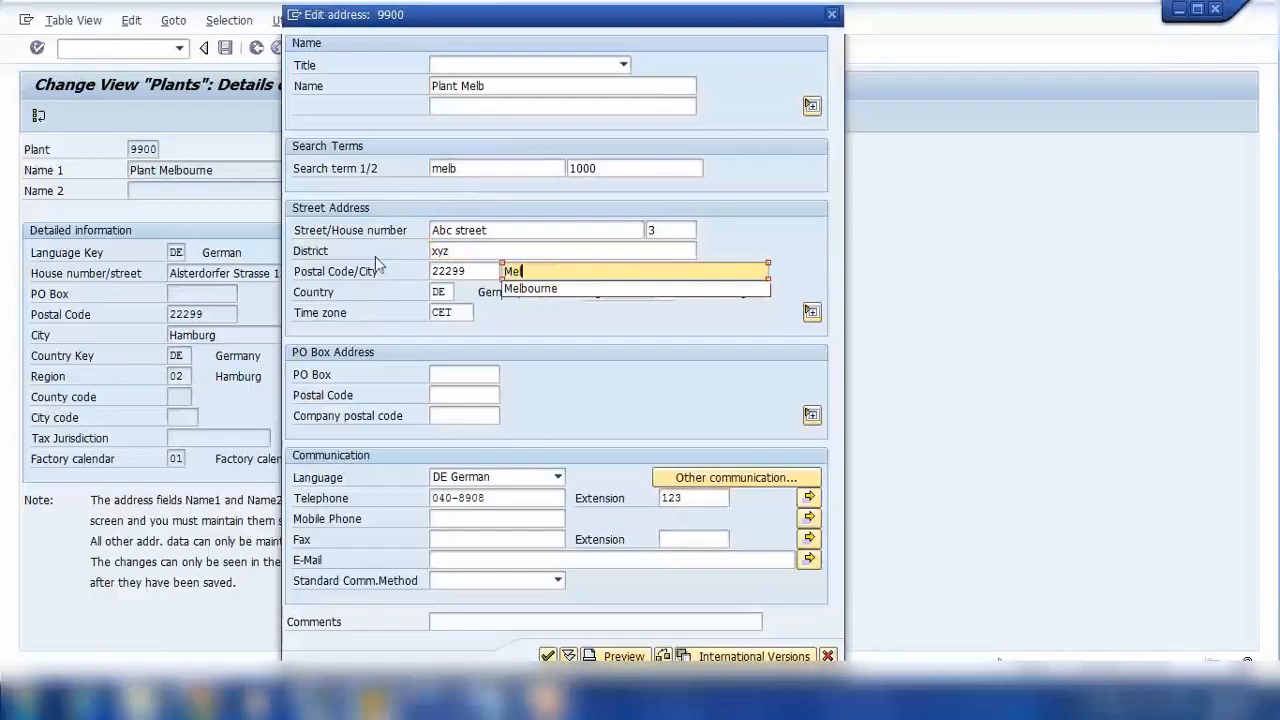 Table View Edit Goto Selection
Edit address: 9900
Change View "Plants": Details
Plant 9900
Name 1 Plant Melbourne
Name 2
Detailed information
Language Key DE German
House number/street Alsterdorfer Strasse 1
PO Box
Postal Code 22299
City Hamburg
Country Key DE Germany
Region 02 Hamburg
County code
City code
Tax Jurisdiction
Factory calendar 01 Factory calen
Note: The address fields Name1 and Name2
screen and you must maintain them s
All other addr. data can only be maint
The changes can only be seen in the
after they have been saved.
Name
Title
Name Plant Melb
Search Terms
Search term 1/2 melb 1000
Street Address
Street/House number Abc street 3
District xyz
Postal Code/City 22299 Mel
Melbourne
Country DE Germ
Time zone CET
PO Box Address
PO Box
Postal Code
Company postal code
Communication
Language DE German Other communication...
Telephone 040-8908 Extension 123
Mobile Phone
Fax Extension
E-Mail
Standard Comm.Method
Comments
Preview International Versions